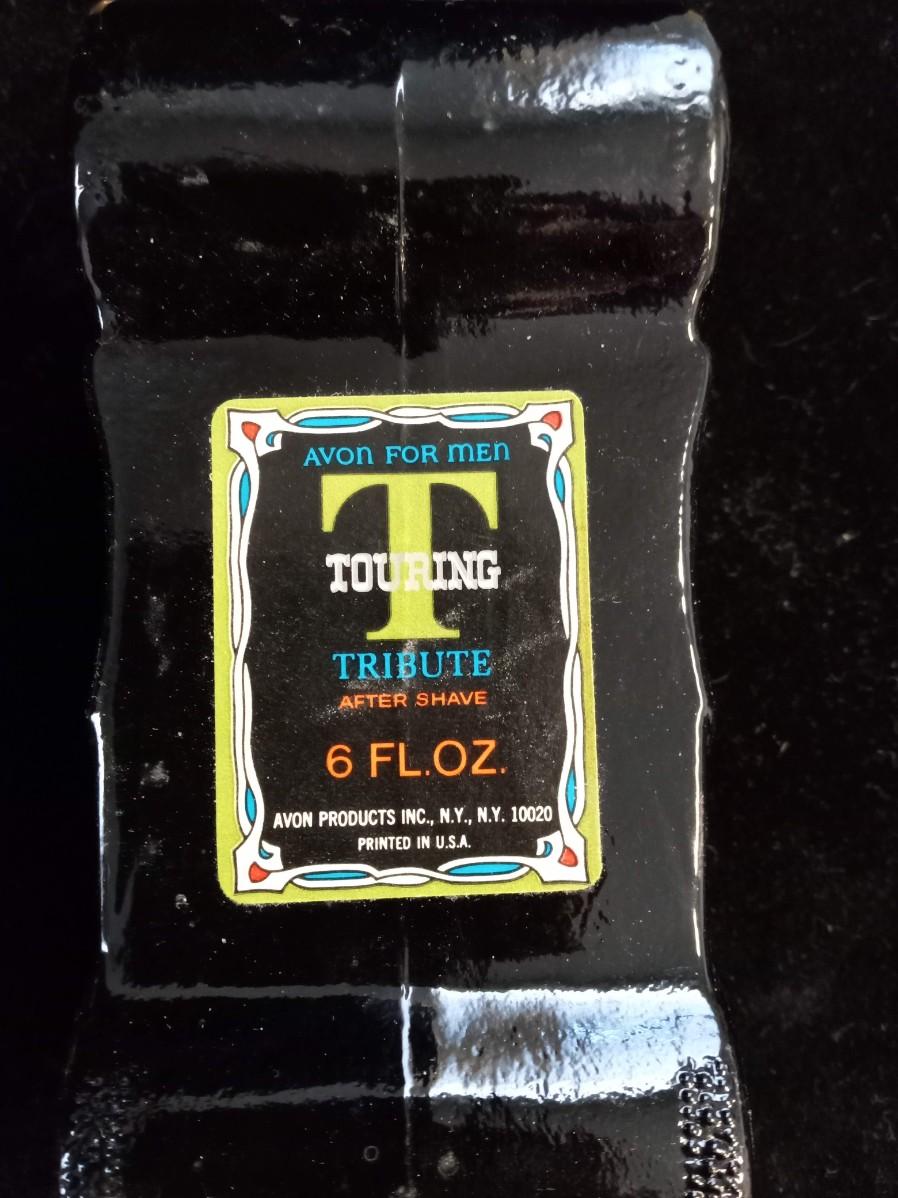 AVON FOR MEN
T
TOURING
TRIBUTE
AFTER SHAVE
6 FL.OZ.
AVON PRODUCTS INC., N.Y., N.Y. 10020
PRINTED IN U.S.A.